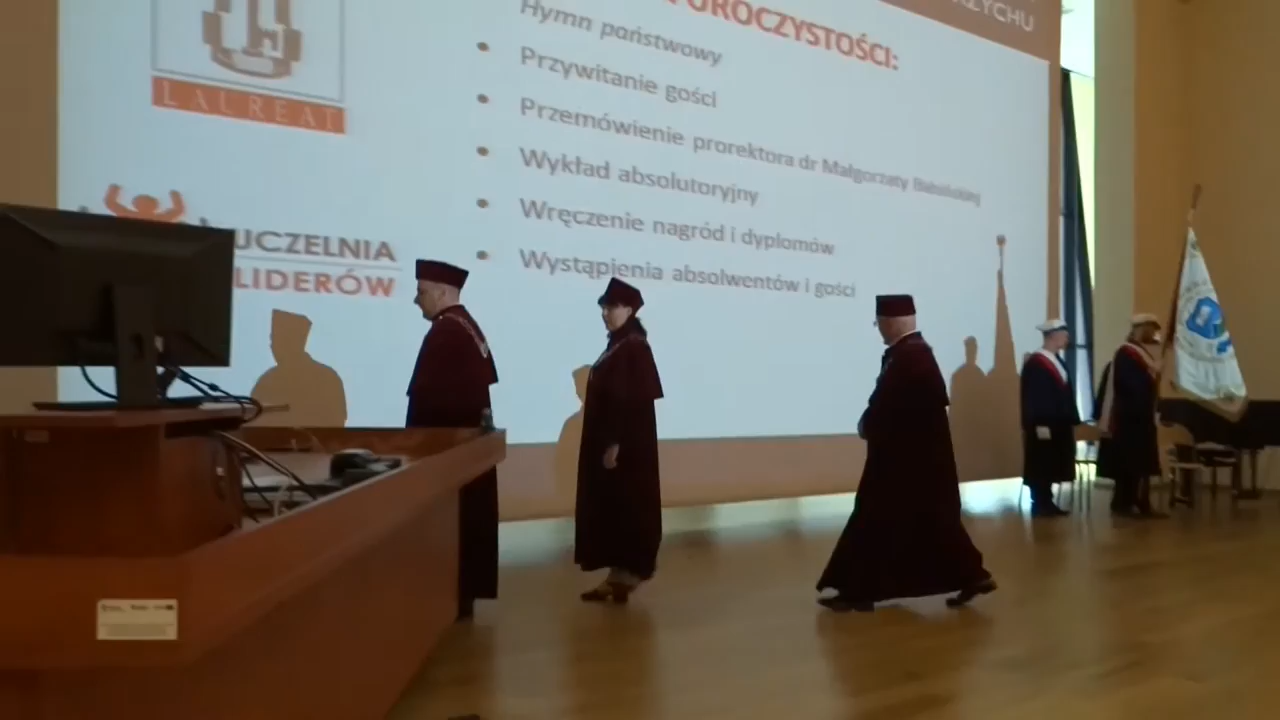 RZYCHU
UROCZYSTOŚCI:
Hymn państwowy
Przywitanie gości
Przemówienie prorektora dr Małgorzaty
Wykład absolutoryjny
Wręczenie nagród i dyplomów
Wystąpienia absolwentów i gości
LAUREAT
UCZELNIA
LIDERÓW